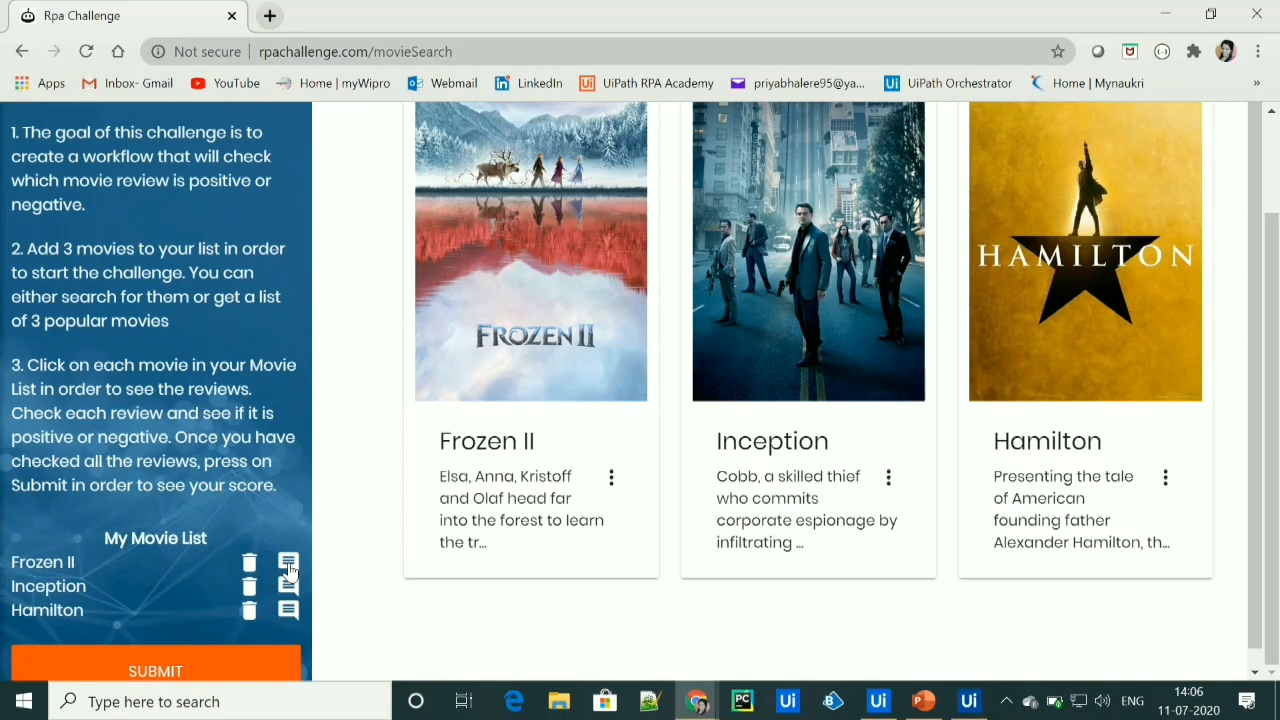 Rpa Challenge
Not secure
rpachallenge.com/movieSearch
Apps
Inbox- Gmail
YouTube
Home | myWipro
Webmail
LinkedIn
UiPath RPA Academy
priyabhalere95@ya...
UiPath Orchestrator
Home | Mynaukri
»
1. The goal of this challenge is to
create a workflow that will check
which movie review is positive or
negative.
2. Add 3 movies to your list in order
to start the challenge. You can
either search for them or get a list
of 3 popular movies
3. Click on each movie in your Movie
List in order to see the reviews.
Check each review and see if it is
positive or negative. Once you have
checked all the reviews, press on
Submit in order to see your score.
My Movie List
Frozen II
Inception
Hamilton
SUBMIT
FROZEN II
Frozen II
Elsa, Anna, Kristoff
and Olaf head far
into the forest to learn
the tr...
Inception
Cobb, a skilled thief
who commits
corporate espionage by
infiltrating ...
HAMILTON
Hamilton
Presenting the tale
of American
founding father
Alexander Hamilton, th...
Type here to search
ENG
14:06
11-07-2020